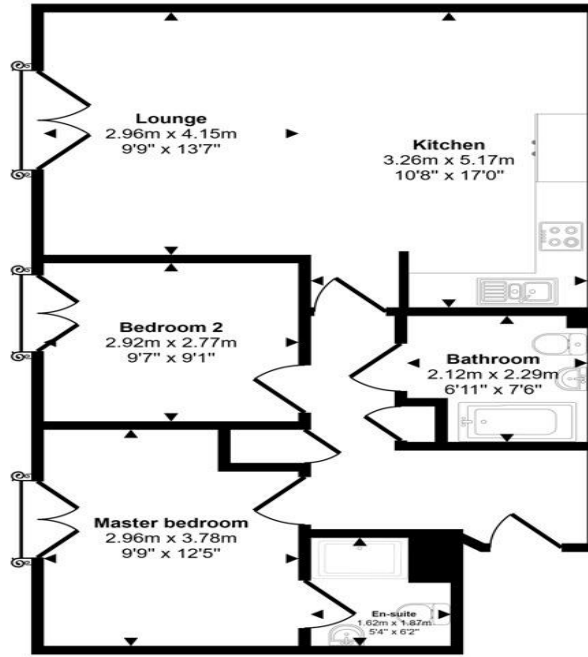 Lounge
2.96m x 4.15m
9'9" x 13'7"
Kitchen
3.26m x 5.17m
10'8" x 17'0"
Bedroom 2
2.92m x 2.77m
9'7" x 9'1"
Bathroom
2.12m x 2.29m
6'11" x 7'6"
Master bedroom
2.96m x 3.78m
9'9" x 12'5"
En-suite
1.62m x 1.87m
5'4" x 6'2"